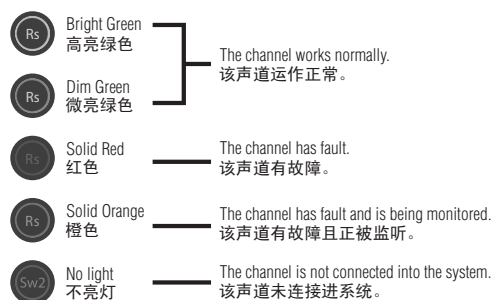 Rs
Bright Green
高亮绿色
The channel works normally.
该声道运作正常。
Rs
Dim Green
微亮绿色
Rs
Solid Red
红色
The channel has fault.
该声道有故障。
Rs
Solid Orange
橙色
The channel has fault and is being monitored.
该声道有故障且正被监听。
Sw2
No light
不亮灯
The channel is not connected into the system.
该声道未连接进系统。